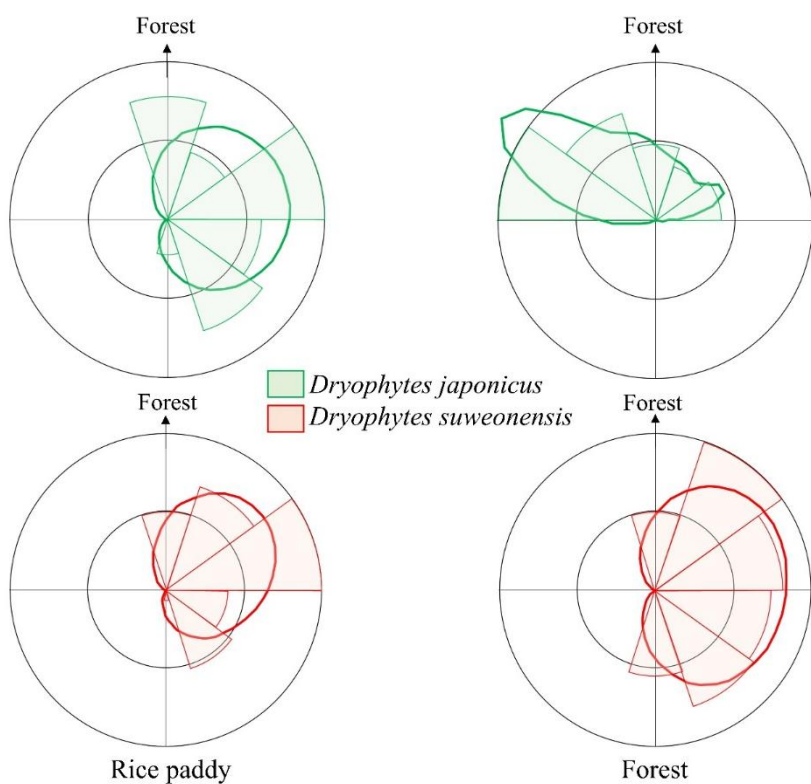 Forest
Forest
Dryophytes japonicus
Dryophytes suweonensis
Forest
Forest
Rice paddy
Forest